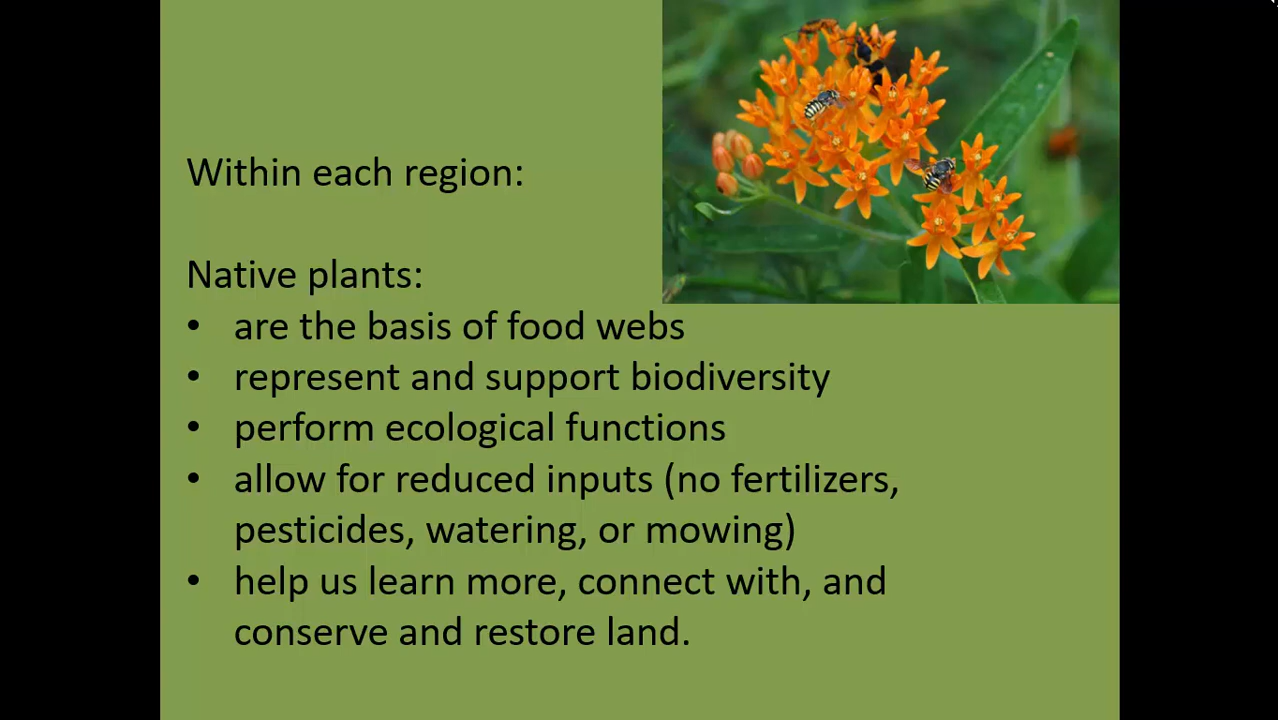 Within each region:
Native plants:
• are the basis of food webs
• represent and support biodiversity
• perform ecological functions
• allow for reduced inputs (no fertilizers,
pesticides, watering, or mowing)
• help us learn more, connect with, and
conserve and restore land.